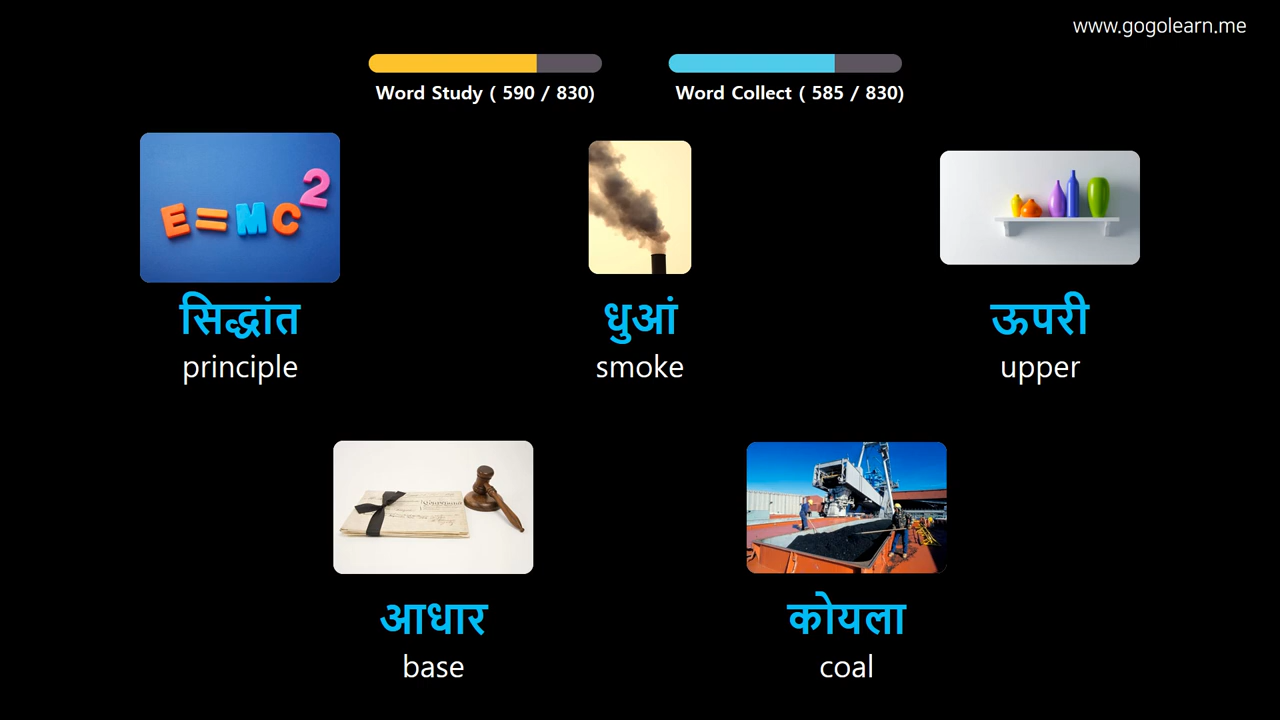 www.gogolearn.me
Word Study ( 590 / 830)
Word Collect ( 585 / 830)
E=MC2
सिद्धांत
principle
धुआं
smoke
ऊपरी
upper
आधार
base
कोयला
coal